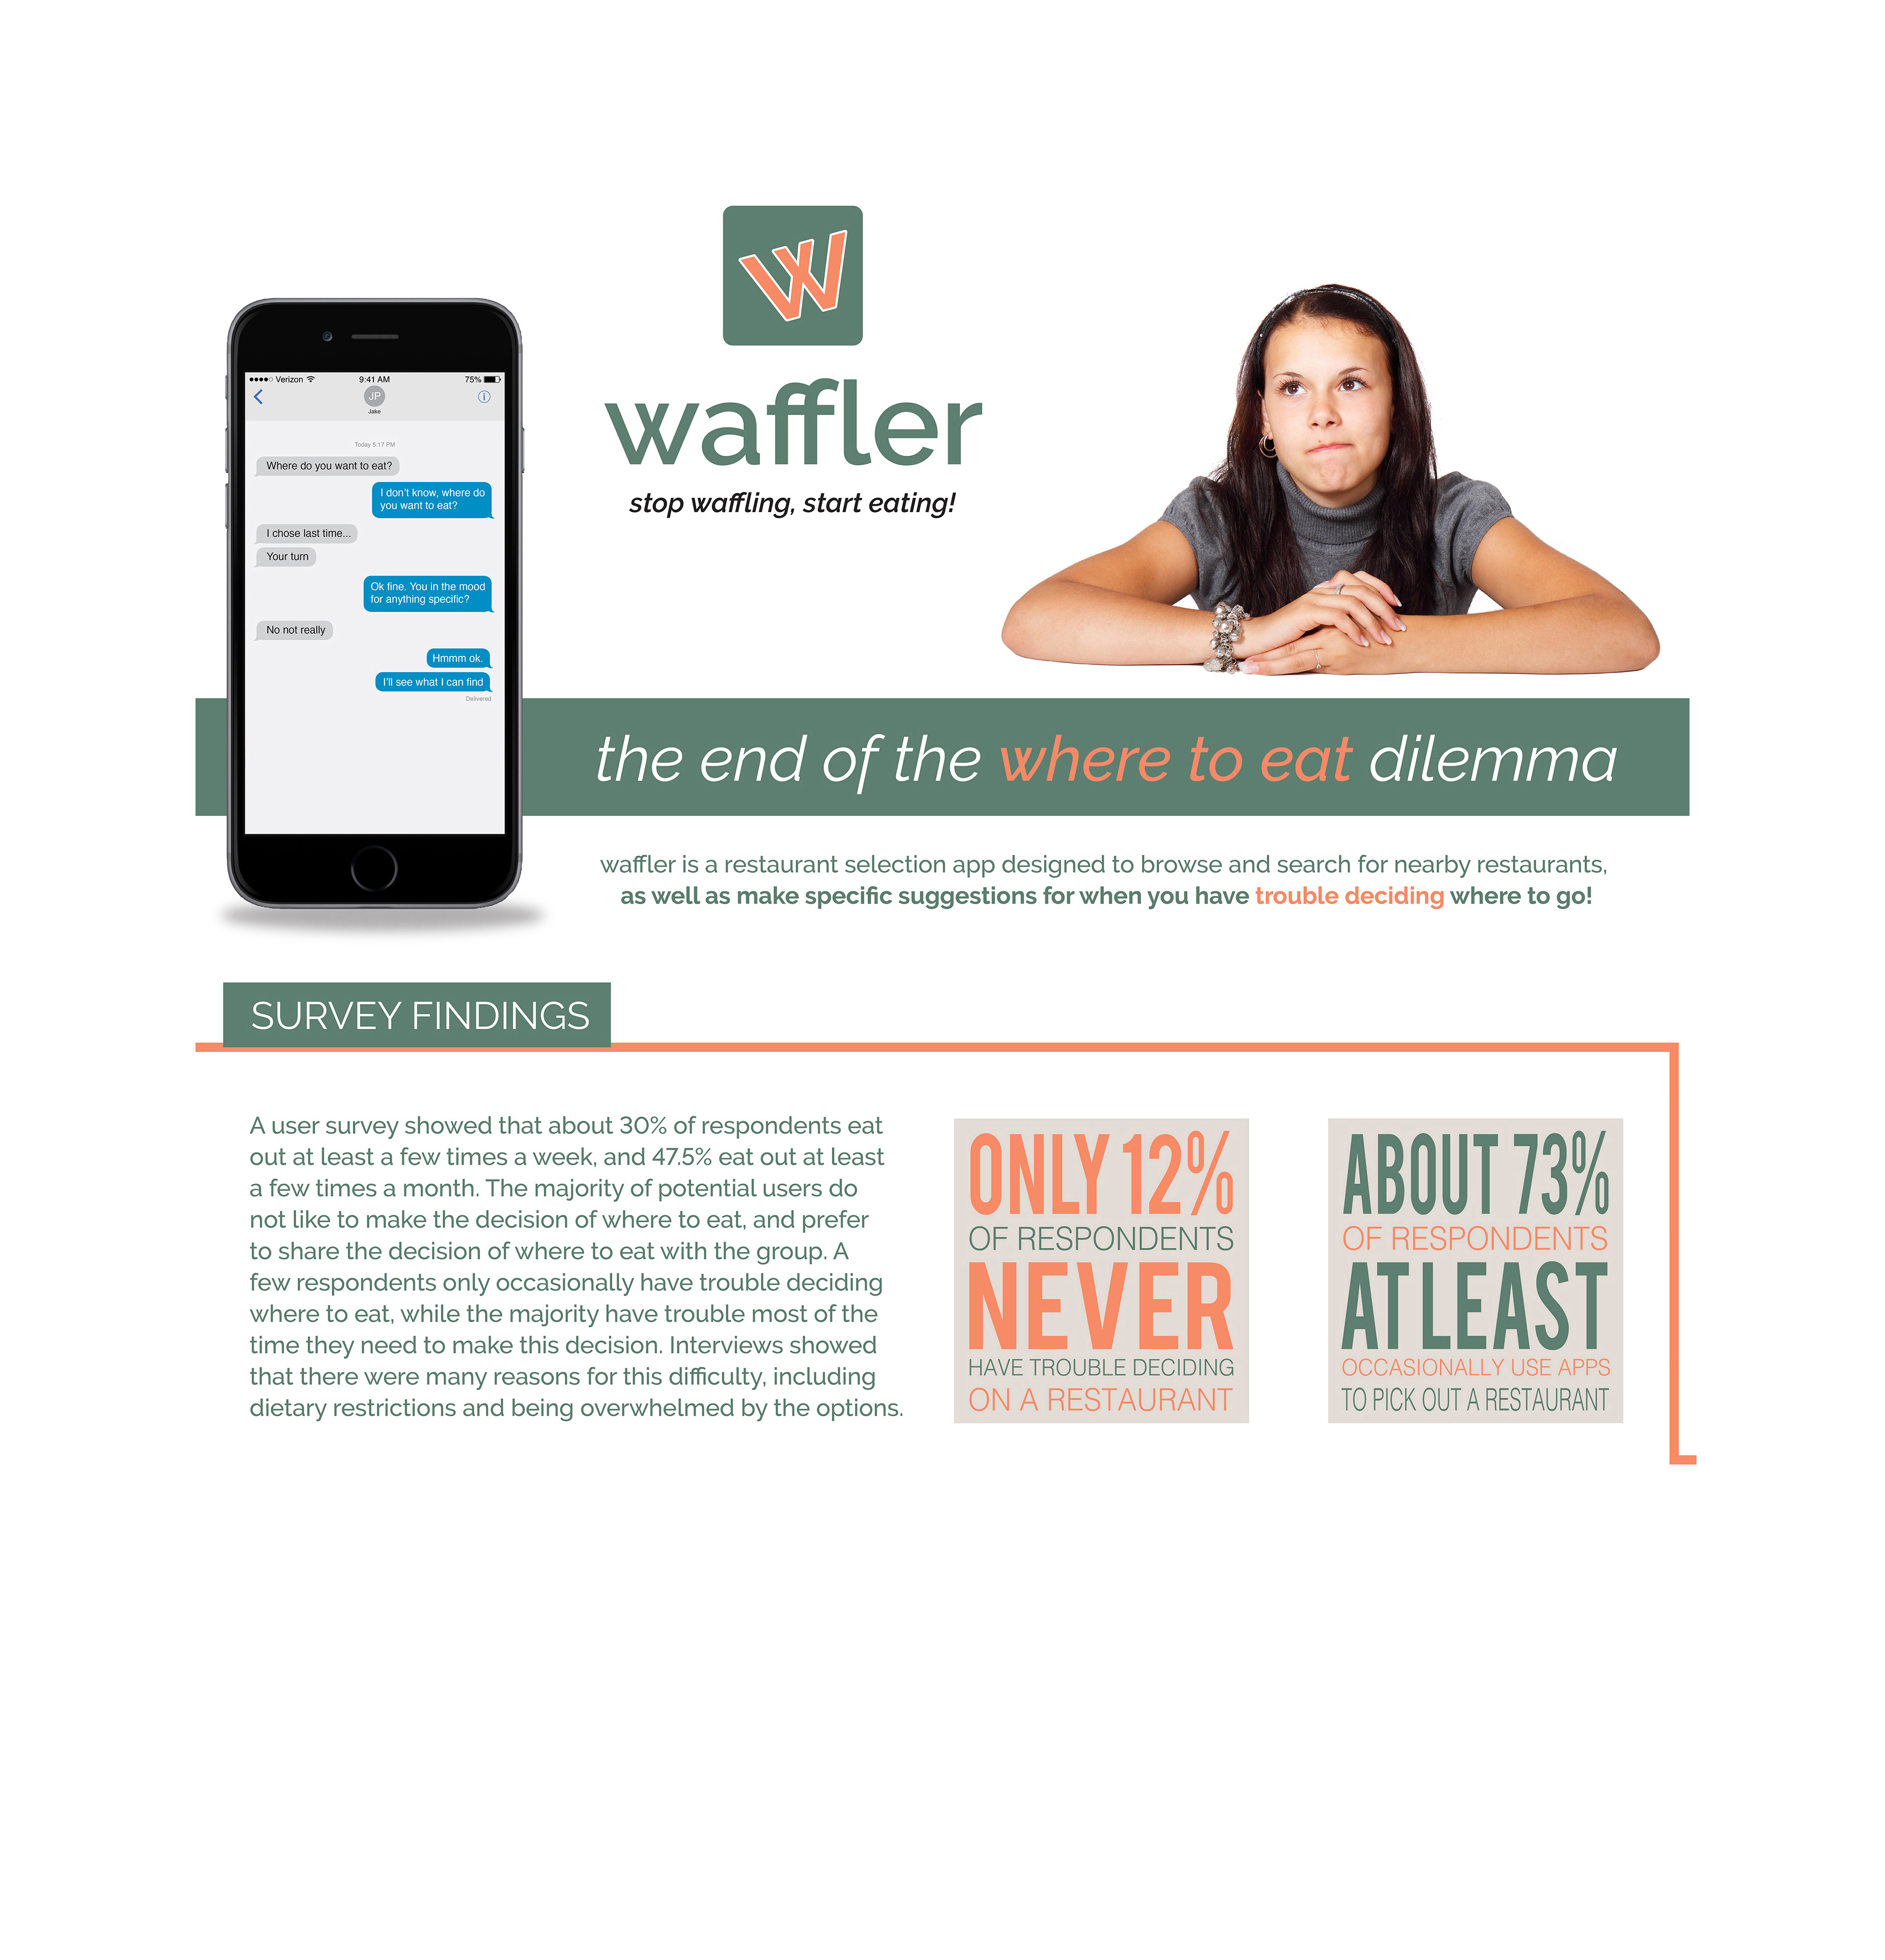 W
waffler
stop waffling, start eating!
Verizon
9:41 AM
75%
JP
Jake
Today 5:17 PM
Where do you want to eat?
I don't know, where do
you want to eat?
I chose last time...
Your turn
Ok fine. You in the mood
for anything specific?
No not really
Hmmm ok.
I'll see what I can find
Delivered
the end of the where to eat dilemma
waffler is a restaurant selection app designed to browse and search for nearby restaurants,
as well as make specific suggestions for when you have trouble deciding where to go!
SURVEY FINDINGS
A user survey showed that about 30% of respondents eat
out at least a few times a week, and 47.5% eat out at least
a few times a month. The majority of potential users do
not like to make the decision of where to eat, and prefer
to share the decision of where to eat with the group. A
few respondents only occasionally have trouble deciding
where to eat, while the majority have trouble most of the
time they need to make this decision. Interviews showed
that there were many reasons for this difficulty, including
dietary restrictions and being overwhelmed by the options.
ONLY 12%
OF RESPONDENTS
NEVER
HAVE TROUBLE DECIDING
ON A RESTAURANT
ABOUT 73%
OF RESPONDENTS
AT LEAST
OCCASIONALLY USE APPS
TO PICK OUT A RESTAURANT